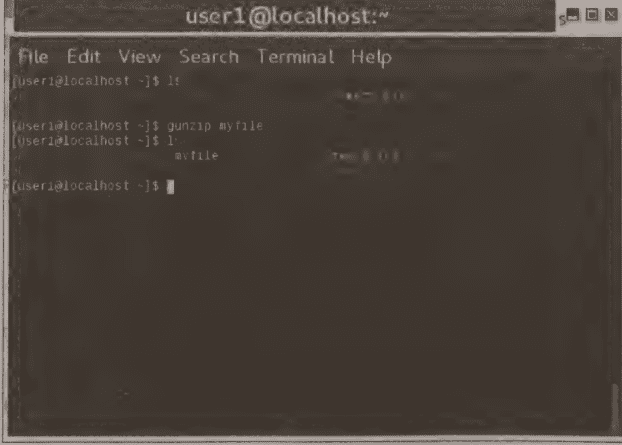 user1@localhost:~
File Edit View Search Terminal Help
[user1@localhost ~]$ ls
[user1@localhost ~]$ gunzip myfile
[user1@localhost ~]$ l
myfile
[user1@localhost ~]$